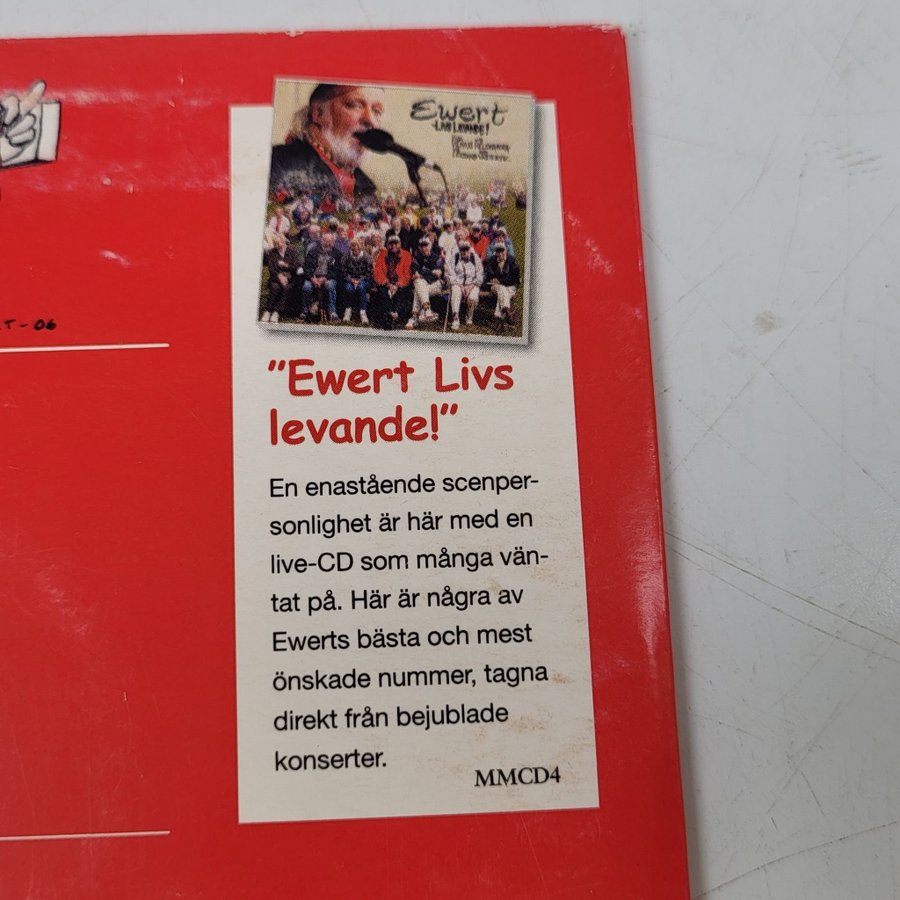 Ewert
LIVS LEVANDE!
T-06
"Ewert Livs
levande!"
En enastående scenper-
sonlighet är här med en
live-CD som många vän-
tat på. Här är några av
Ewerts bästa och mest
önskade nummer, tagna
direkt från bejublade
konserter.
MMCD4